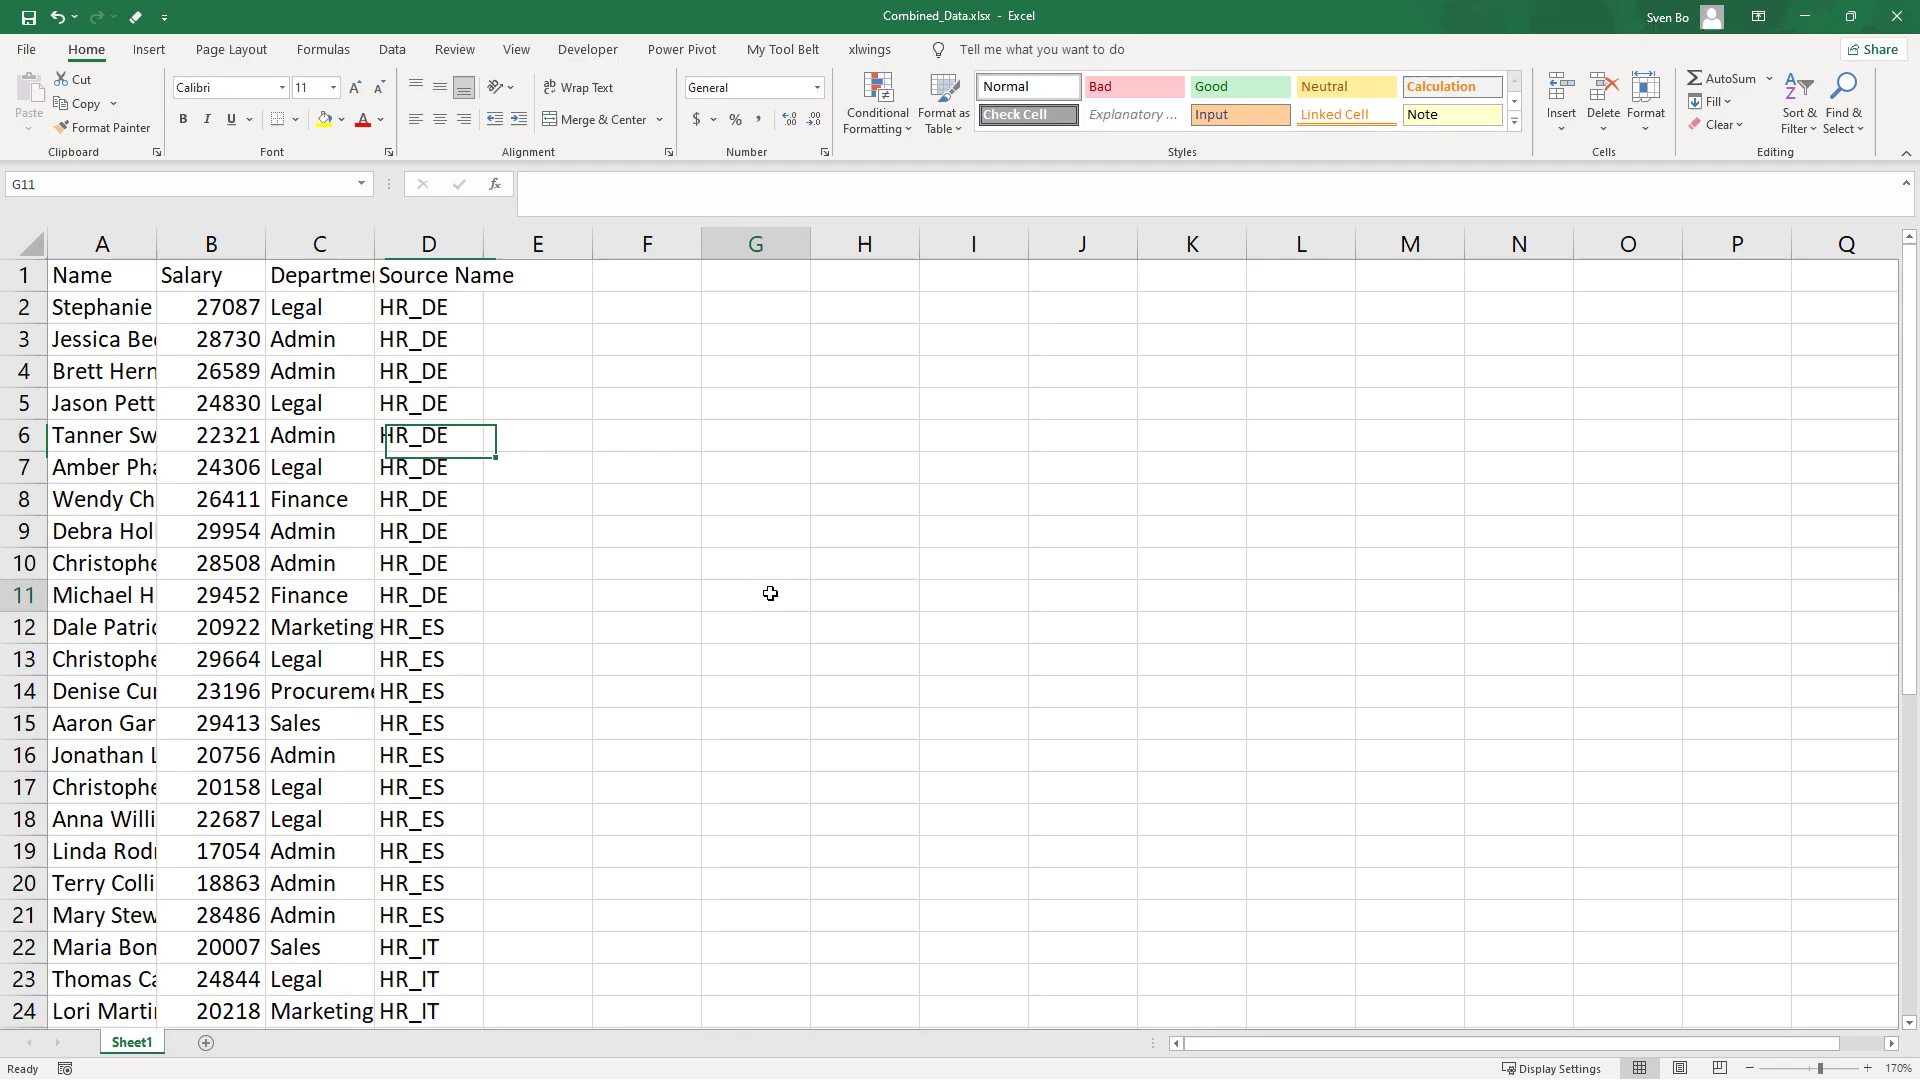 Combined_Data.xlsx - Excel
Sven Bo
File Home Insert Page Layout Formulas Data Review View Developer Power Pivot My Tool Belt xlwings Tell me what you want to do Share
Paste
Cut
Copy
Format Painter
Clipboard
Calibri 11
B I U A
Font
ab Wrap Text
Merge & Center
Alignment
General
$ % ,
Number
Conditional Formatting
Format as Table
Normal Bad Good Neutral Calculation
Check Cell Explanatory ... Input Linked Cell Note
Styles
Insert Delete Format
Cells
AutoSum
Fill
Clear
Sort & Filter
Find & Select
Editing
G11
fx
A B C D E F G H I J K L M N O P Q
1 Name Salary Departmen Source Name
2 Stephanie 27087 Legal HR_DE
3 Jessica Be 28730 Admin HR_DE
4 Brett Hern 26589 Admin HR_DE
5 Jason Pett 24830 Legal HR_DE
6 Tanner Sw 22321 Admin HR_DE
7 Amber Pha 24306 Legal HR_DE
8 Wendy Ch 26411 Finance HR_DE
9 Debra Hol 29954 Admin HR_DE
10 Christophe 28508 Admin HR_DE
11 Michael H 29452 Finance HR_DE
12 Dale Patric 20922 Marketing HR_ES
13 Christophe 29664 Legal HR_ES
14 Denise Cur 23196 Procureme HR_ES
15 Aaron Gar 29413 Sales HR_ES
16 Jonathan L 20756 Admin HR_ES
17 Christophe 20158 Legal HR_ES
18 Anna Willi 22687 Legal HR_ES
19 Linda Rodr 17054 Admin HR_ES
20 Terry Colli 18863 Admin HR_ES
21 Mary Stew 28486 Admin HR_ES
22 Maria Bon 20007 Sales HR_IT
23 Thomas Ca 24844 Legal HR_IT
24 Lori Martin 20218 Marketing HR_IT
Sheet1
Ready Display Settings 170%